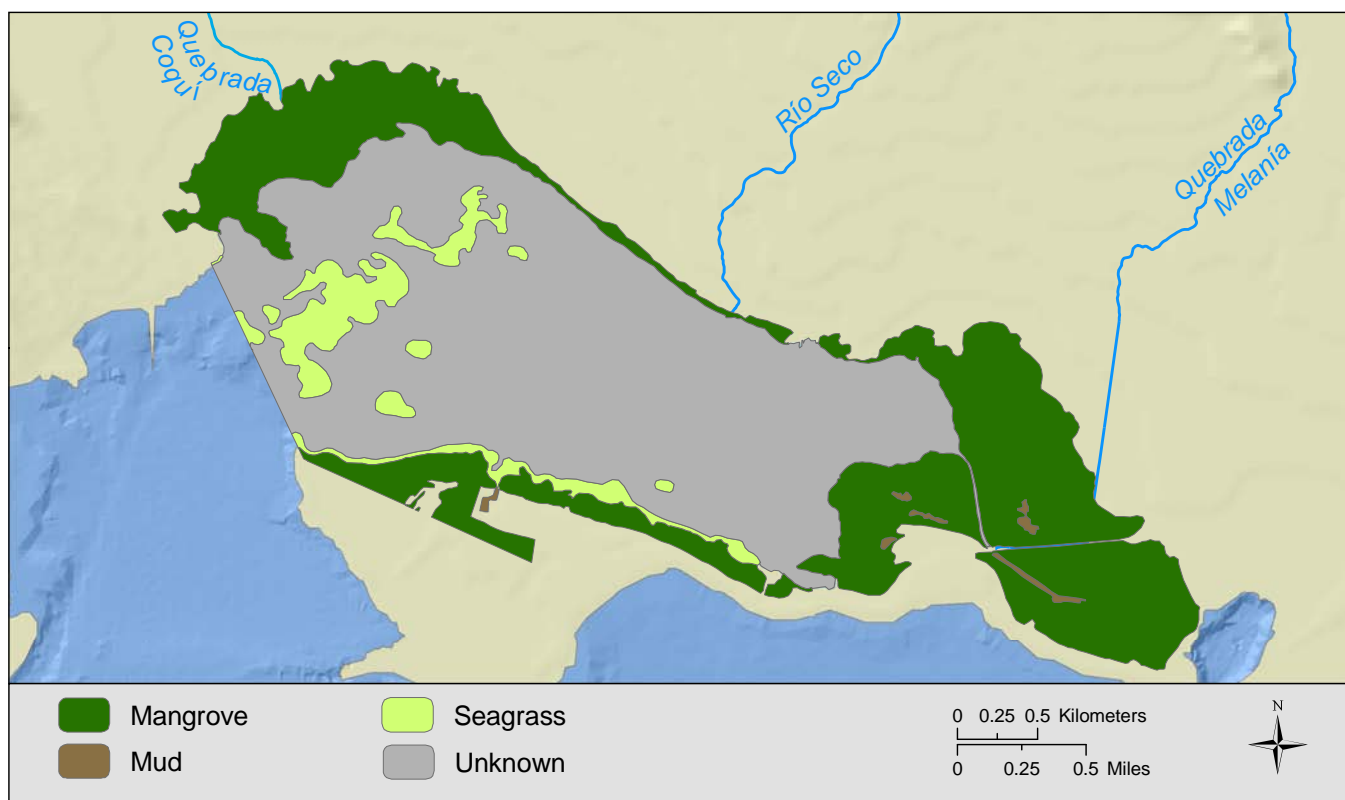 Quebrada
Coquí
Río Seco
Quebrada
Melanía
Mangrove
Mud
Seagrass
Unknown
0 0.25 0.5 Kilometers
0 0.25 0.5 Miles
N